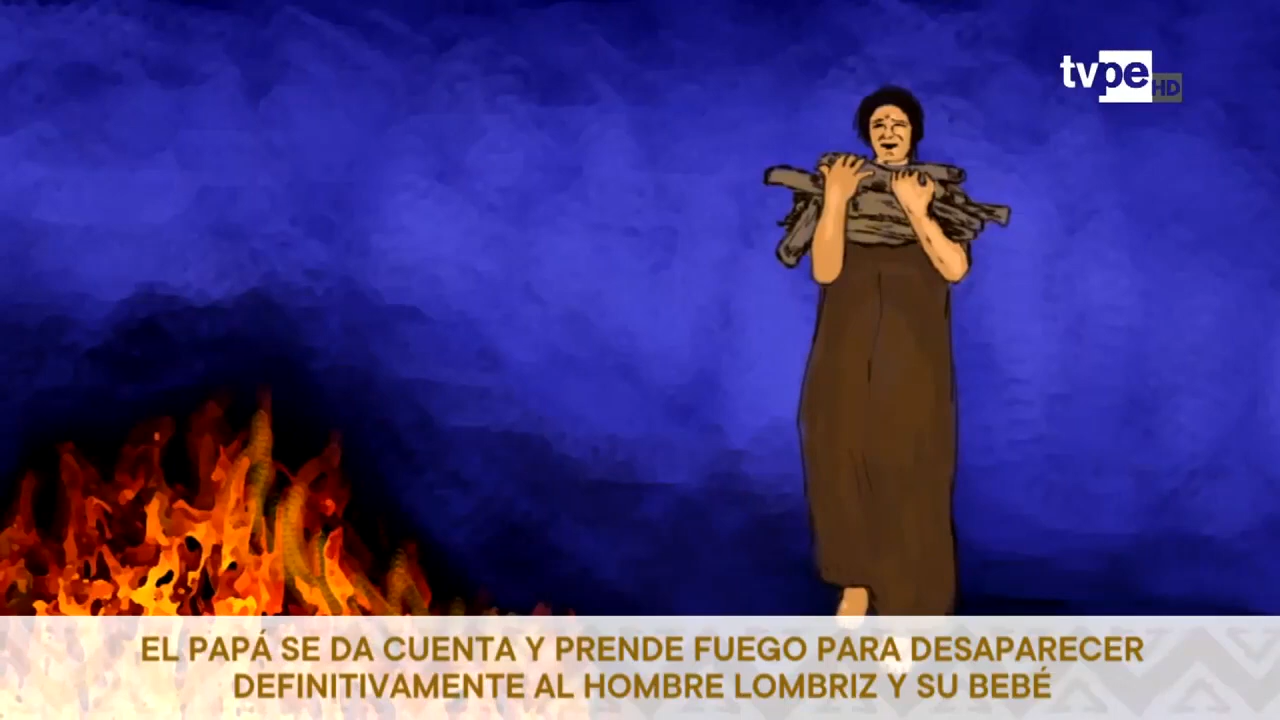 tvpe HD
EL PAPÁ SE DA CUENTA Y PRENDE FUEGO PARA DESAPARECER
DEFINITIVAMENTE AL HOMBRE LOMBRIZ Y SU BEBÉ